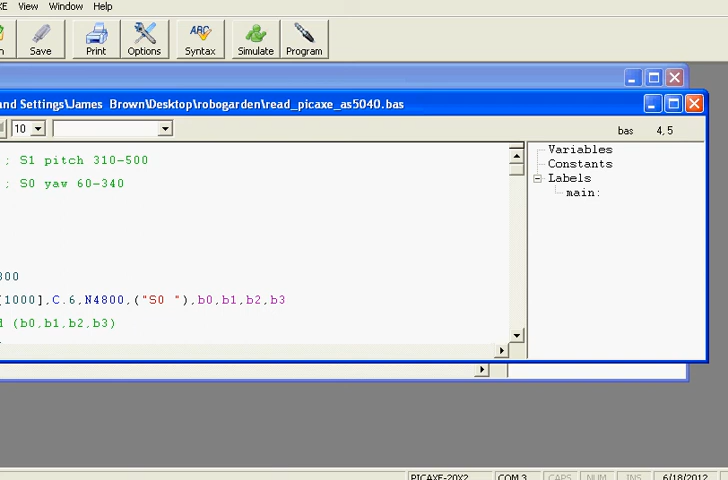 KE View Window Help
n Save Print Options ABC Syntax Simulate Program
and Settings\James Brown\Desktop\robogarden\read_picaxe_as5040.bas
10 bas 4,5
; S1 pitch 310-500
; S0 yaw 60-340
Variables
Constants
Labels
main:
800
[1000],C.6,N4800,("S0 "),b0,b1,b2,b3
d (b0,b1,b2,b3)
PICAXE-20X2 COM 3 CAPS NUM INS 6/18/2012